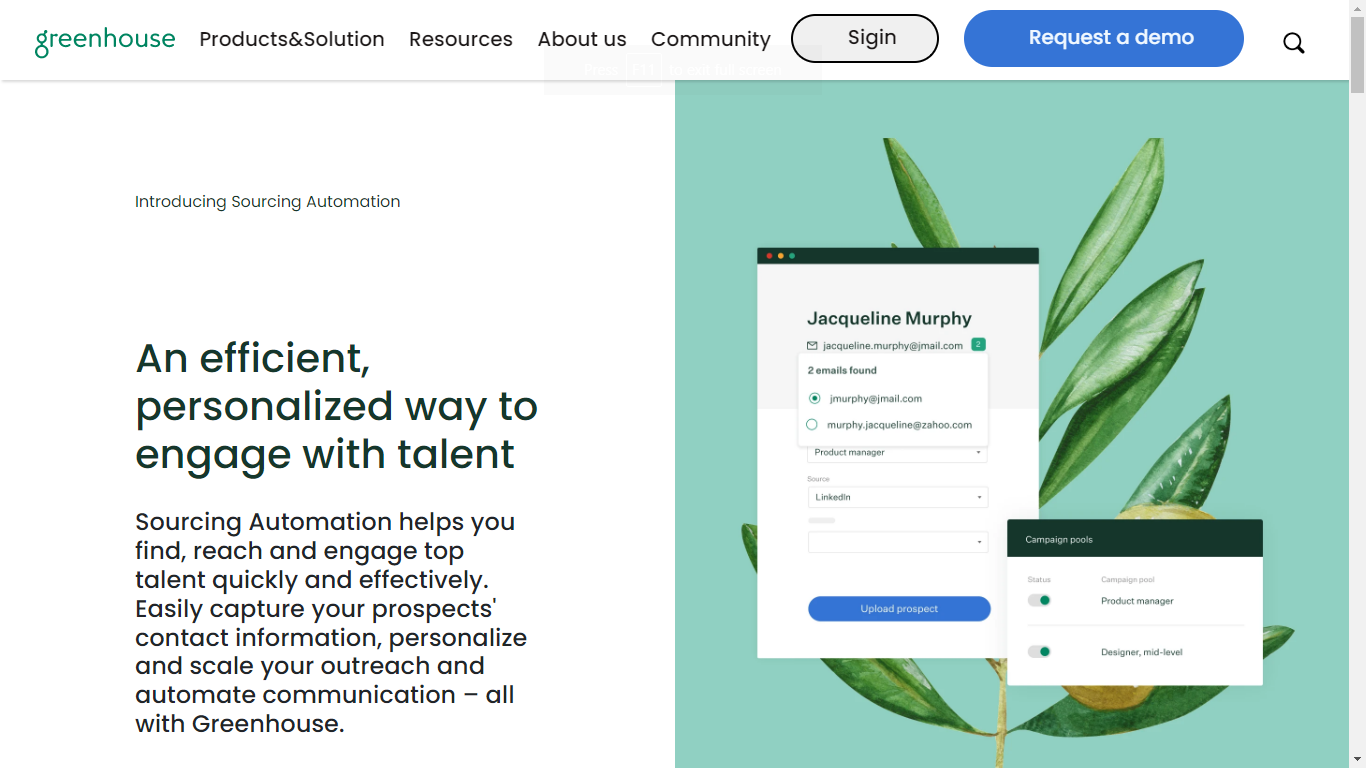 greenhouse
Products&Solution
Resources
About us
Community
Sigin
Request a demo
Press F11 to exit full screen
Introducing Sourcing Automation
An efficient,
personalized way to
engage with talent
Sourcing Automation helps you
find, reach and engage top
talent quickly and effectively.
Easily capture your prospects'
contact information, personalize
and scale your outreach and
automate communication – all
with Greenhouse.
Jacqueline Murphy
jacqueline.murphy@jmail.com 2
2 emails found
jmurphy@jmail.com
murphy.jacqueline@zahoo.com
Product manager
Source
LinkedIn
Upload prospect
Campaign pools
Status Campaign pool
Product manager
Designer, mid-level